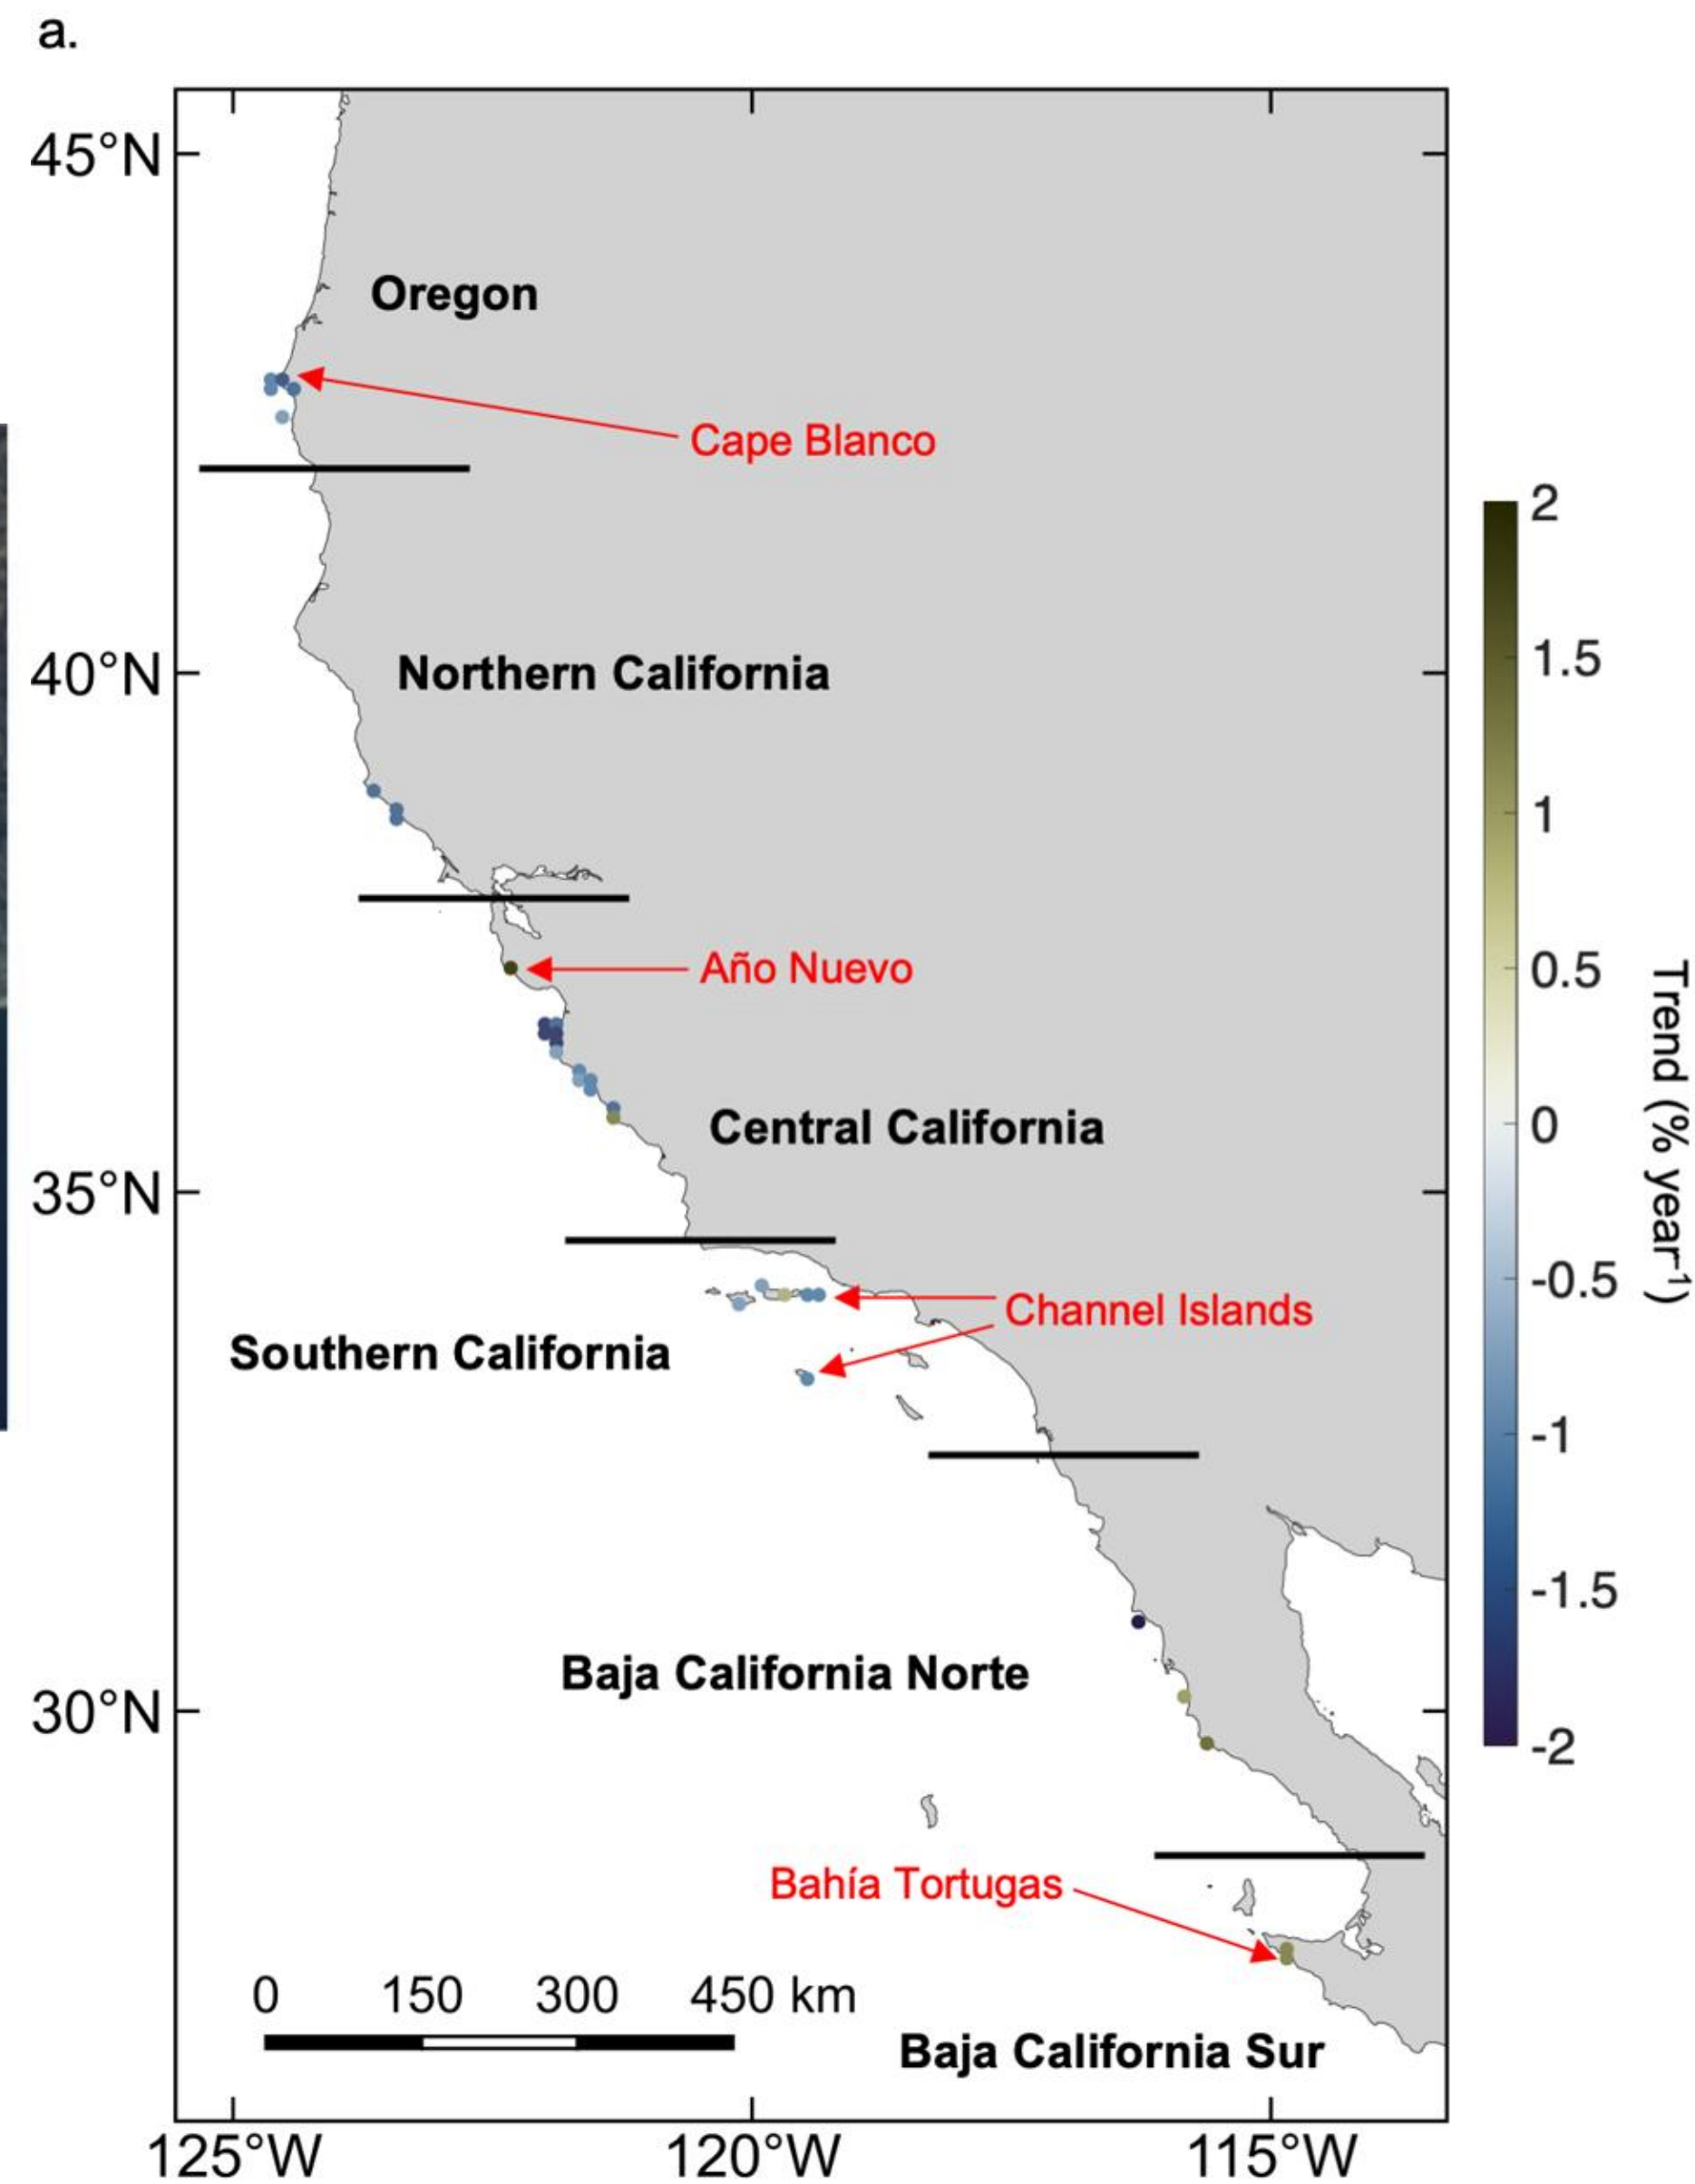 a.
45°N
Oregon
Cape Blanco
2
1.5
40°N
Northern California
1
Año Nuevo
0.5
Trend (% year⁻¹)
Central California
0
35°N
-0.5
Channel Islands
Southern California
-1
-1.5
Baja California Norte
30°N
-2
Bahía Tortugas
0 150 300 450 km
Baja California Sur
125°W 120°W 115°W